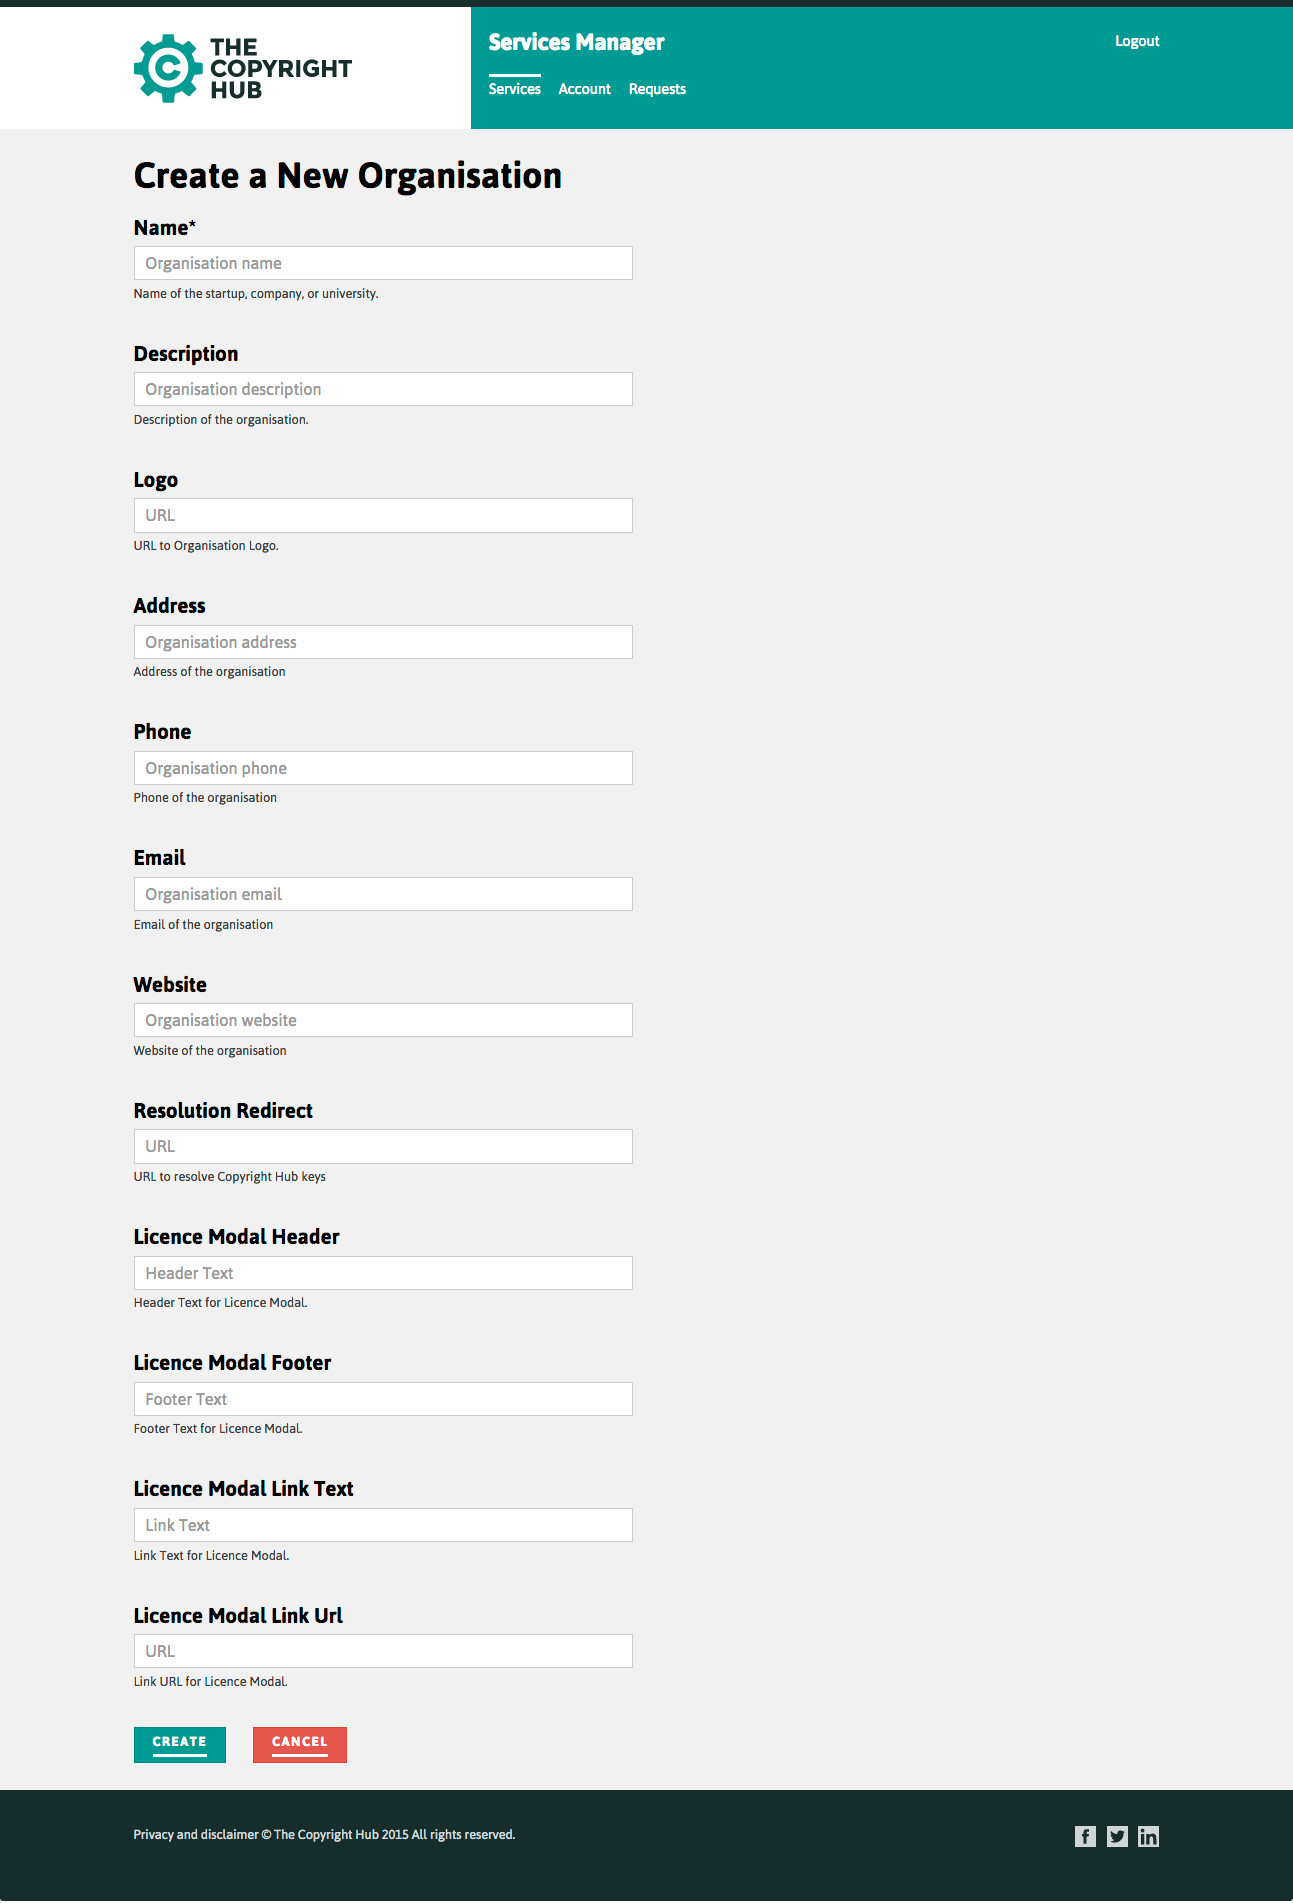 THE
COPYRIGHT
HUB
Services Manager
Logout
Services Account Requests
Create a New Organisation
Name*
Organisation name
Name of the startup, company, or university.
Description
Organisation description
Description of the organisation.
Logo
URL
URL to Organisation Logo.
Address
Organisation address
Address of the organisation
Phone
Organisation phone
Phone of the organisation
Email
Organisation email
Email of the organisation
Website
Organisation website
Website of the organisation
Resolution Redirect
URL
URL to resolve Copyright Hub keys
Licence Modal Header
Header Text
Header Text for Licence Modal.
Licence Modal Footer
Footer Text
Footer Text for Licence Modal.
Licence Modal Link Text
Link Text
Link Text for Licence Modal.
Licence Modal Link Url
URL
Link URL for Licence Modal.
CREATE CANCEL
Privacy and disclaimer © The Copyright Hub 2015 All rights reserved.